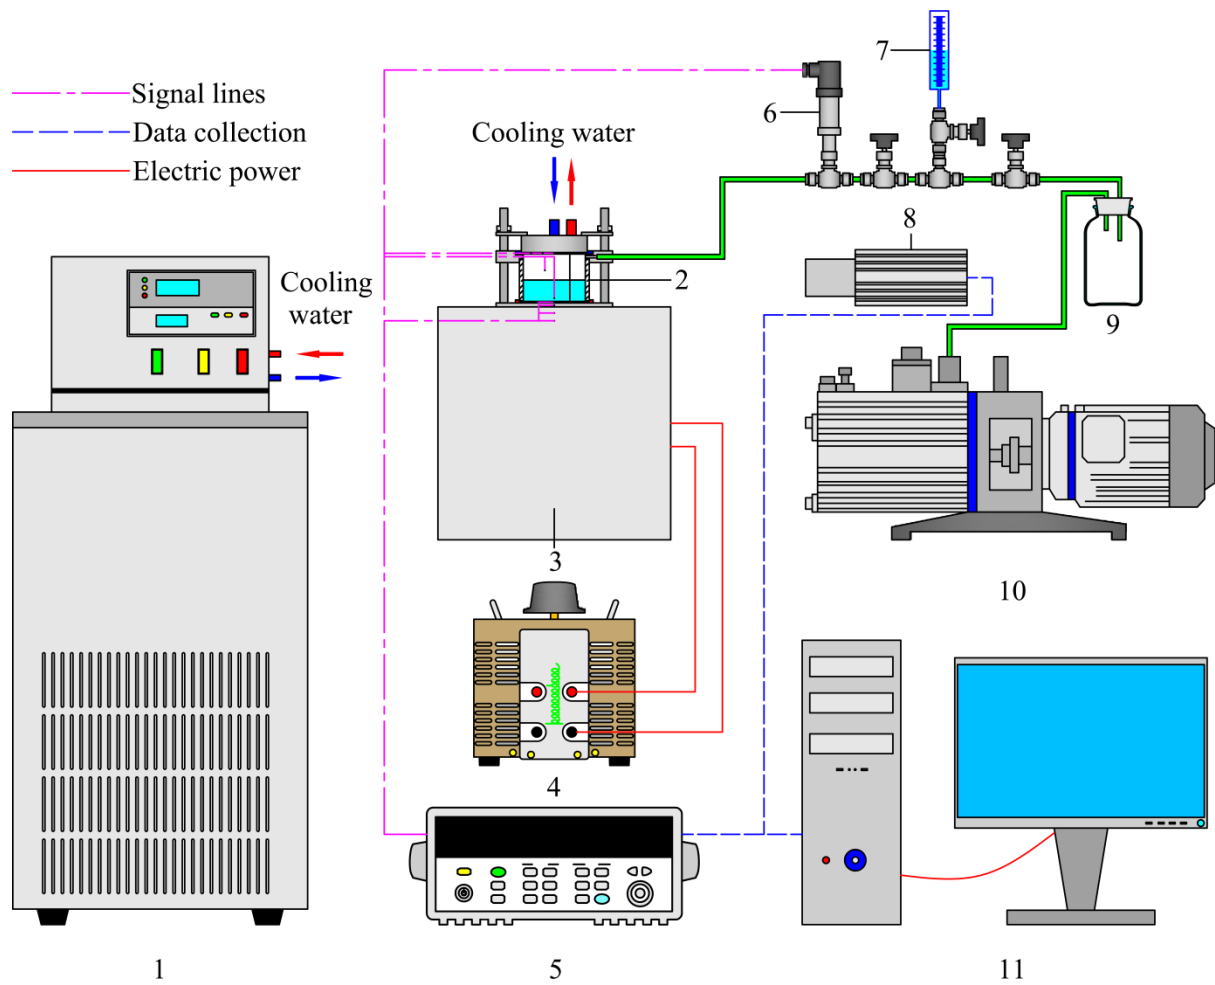 Signal lines
Data collection
Electric power
Cooling water
Cooling
water
1
2
3
4
5
6
7
8
9
10
11